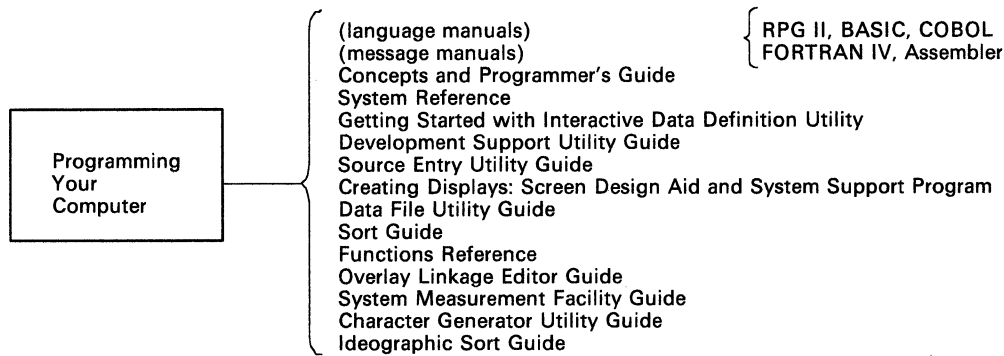 Programming
Your
Computer
(language manuals)
(message manuals)
RPG II, BASIC, COBOL
FORTRAN IV, Assembler
Concepts and Programmer's Guide
System Reference
Getting Started with Interactive Data Definition Utility
Development Support Utility Guide
Source Entry Utility Guide
Creating Displays: Screen Design Aid and System Support Program
Data File Utility Guide
Sort Guide
Functions Reference
Overlay Linkage Editor Guide
System Measurement Facility Guide
Character Generator Utility Guide
Ideographic Sort Guide